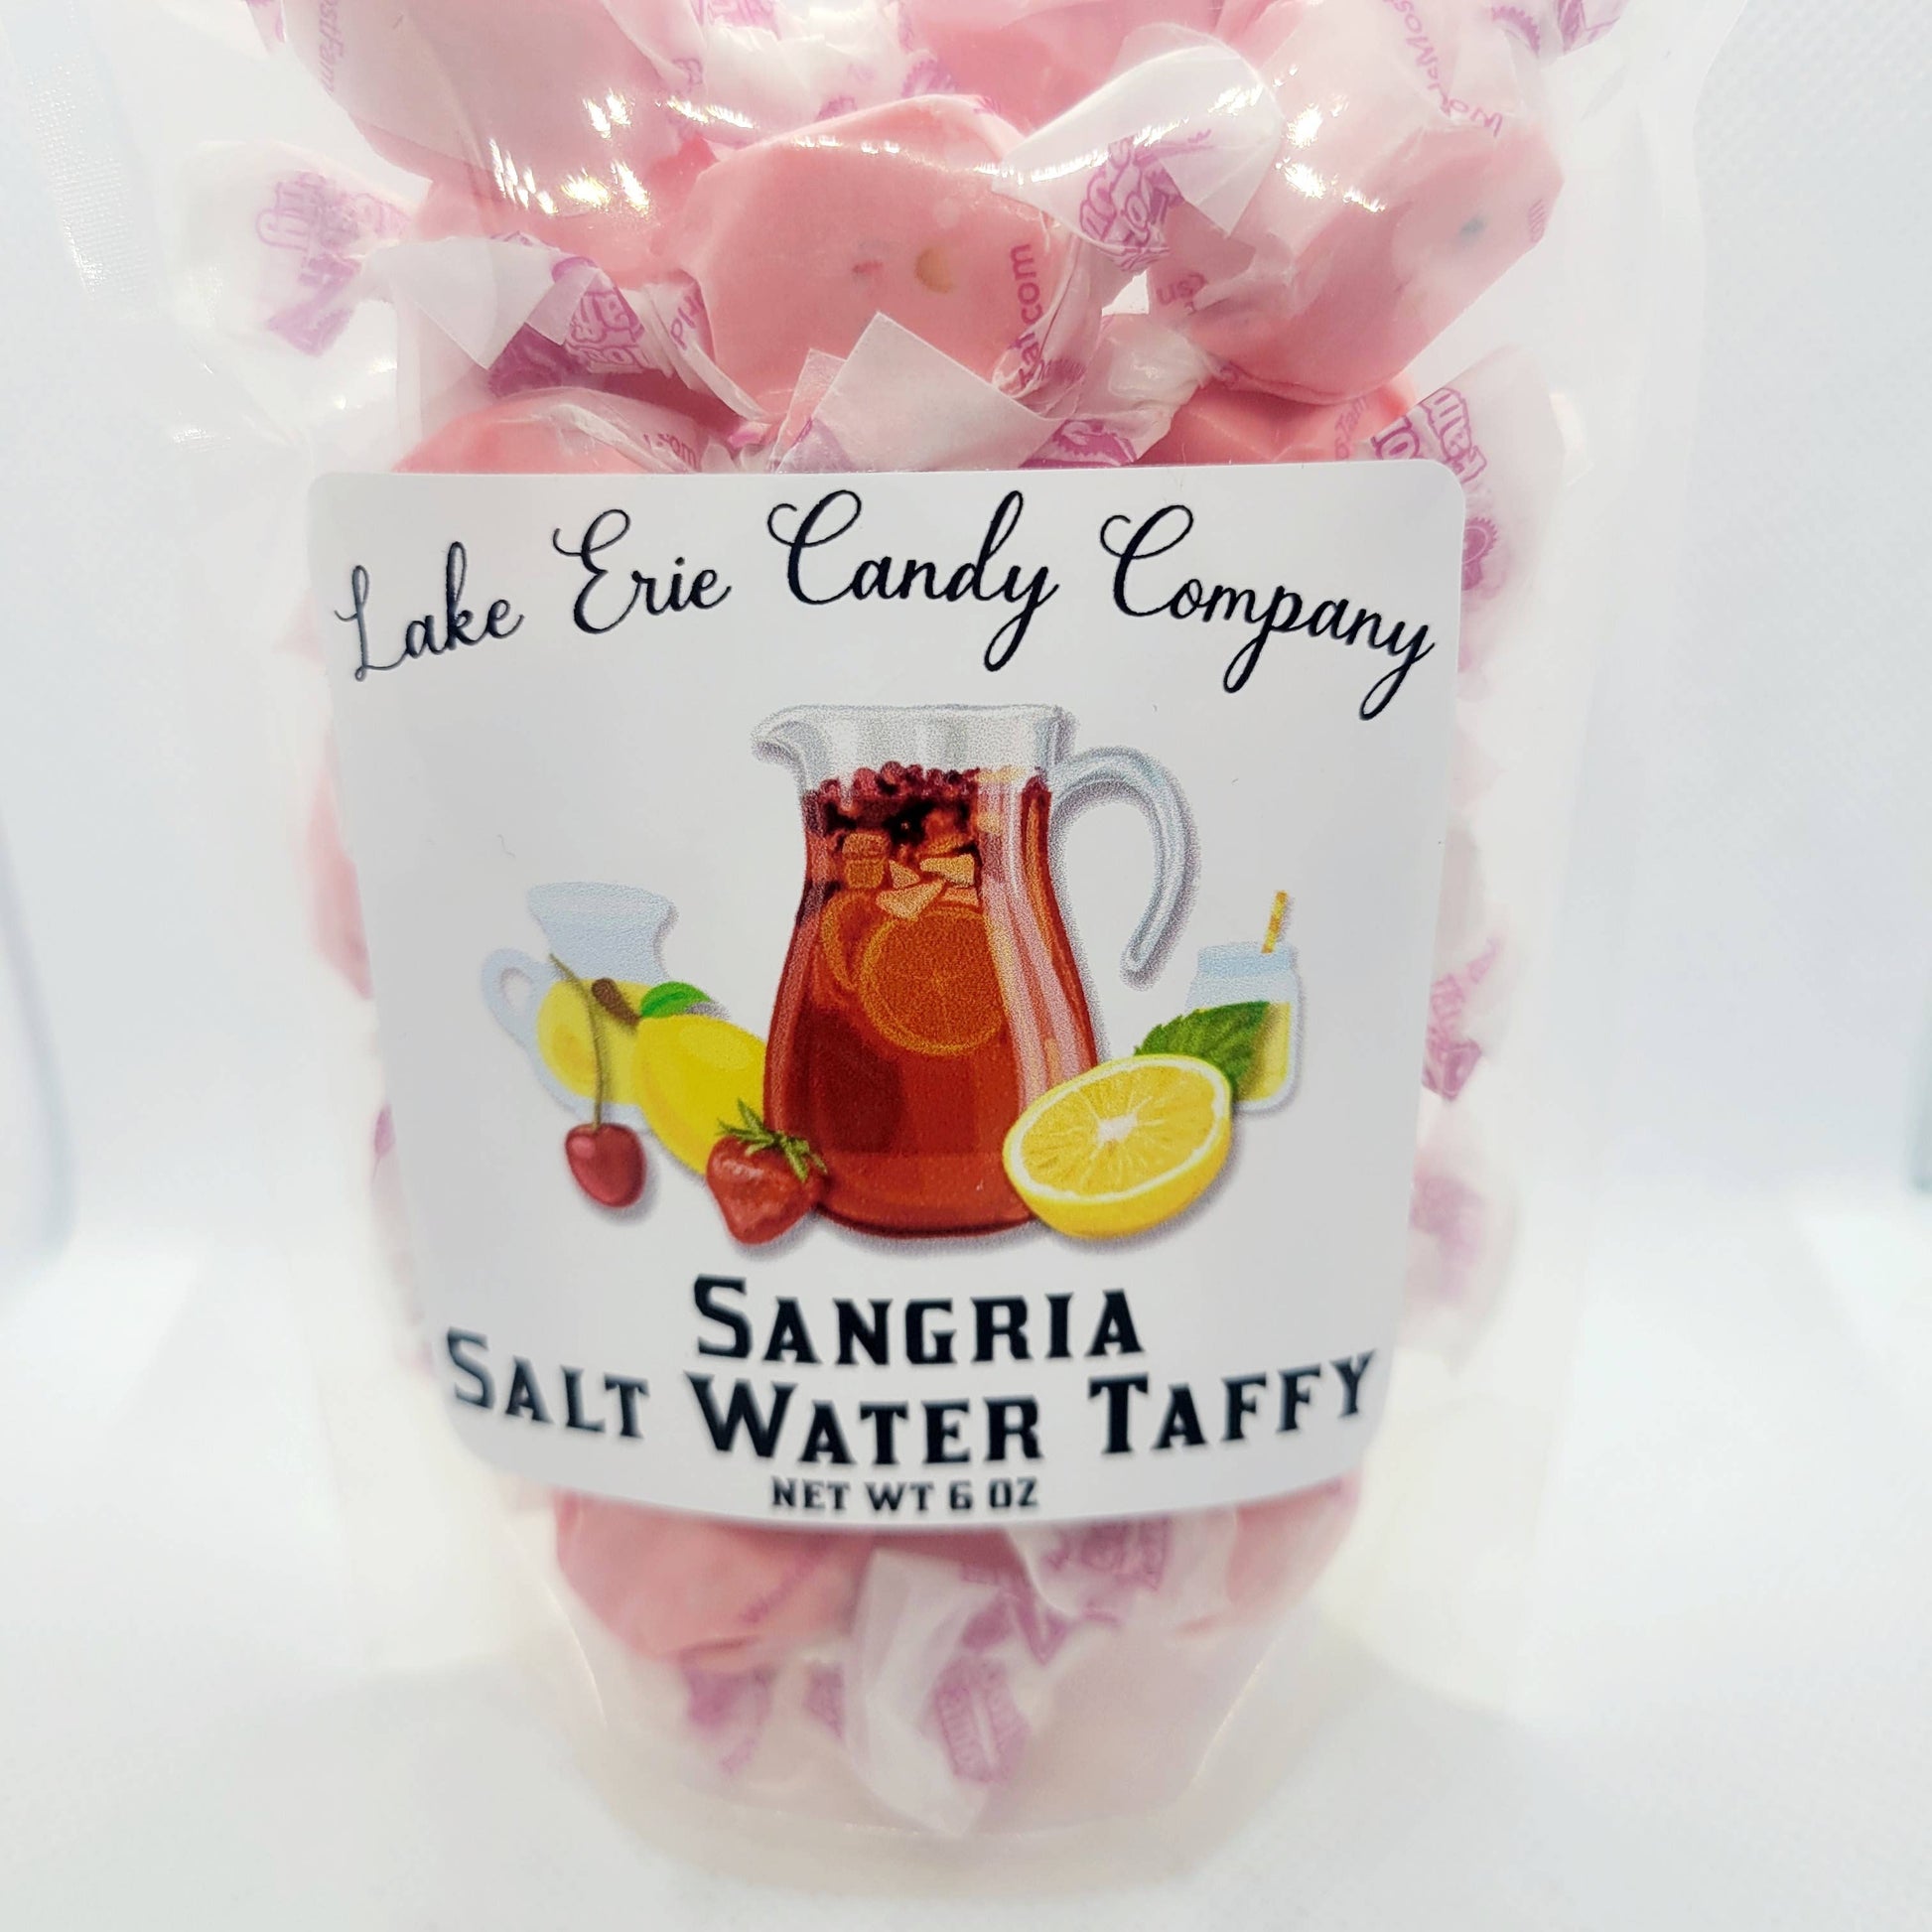 Lake Erie Candy Company
SANGRIA
SALT WATER TAFFY
NET WT 6 OZ